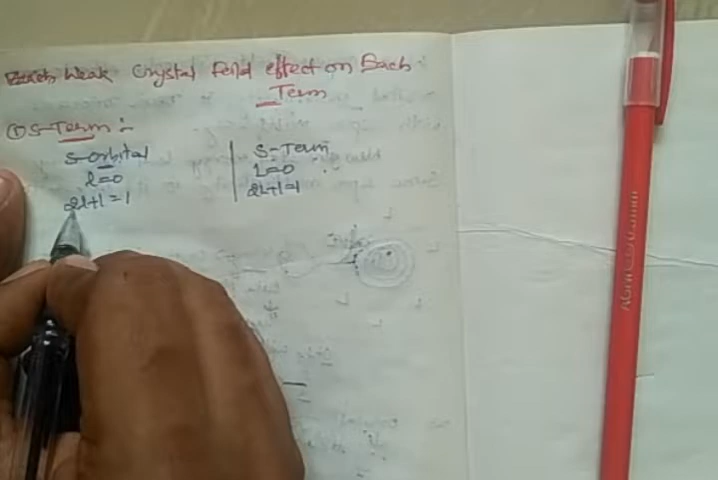 Weak Crystal Feild effect on Each
Term
① S-Term :-
S-orbital
l=0
2l+1=1
S-Term
L=0
2L+1=1